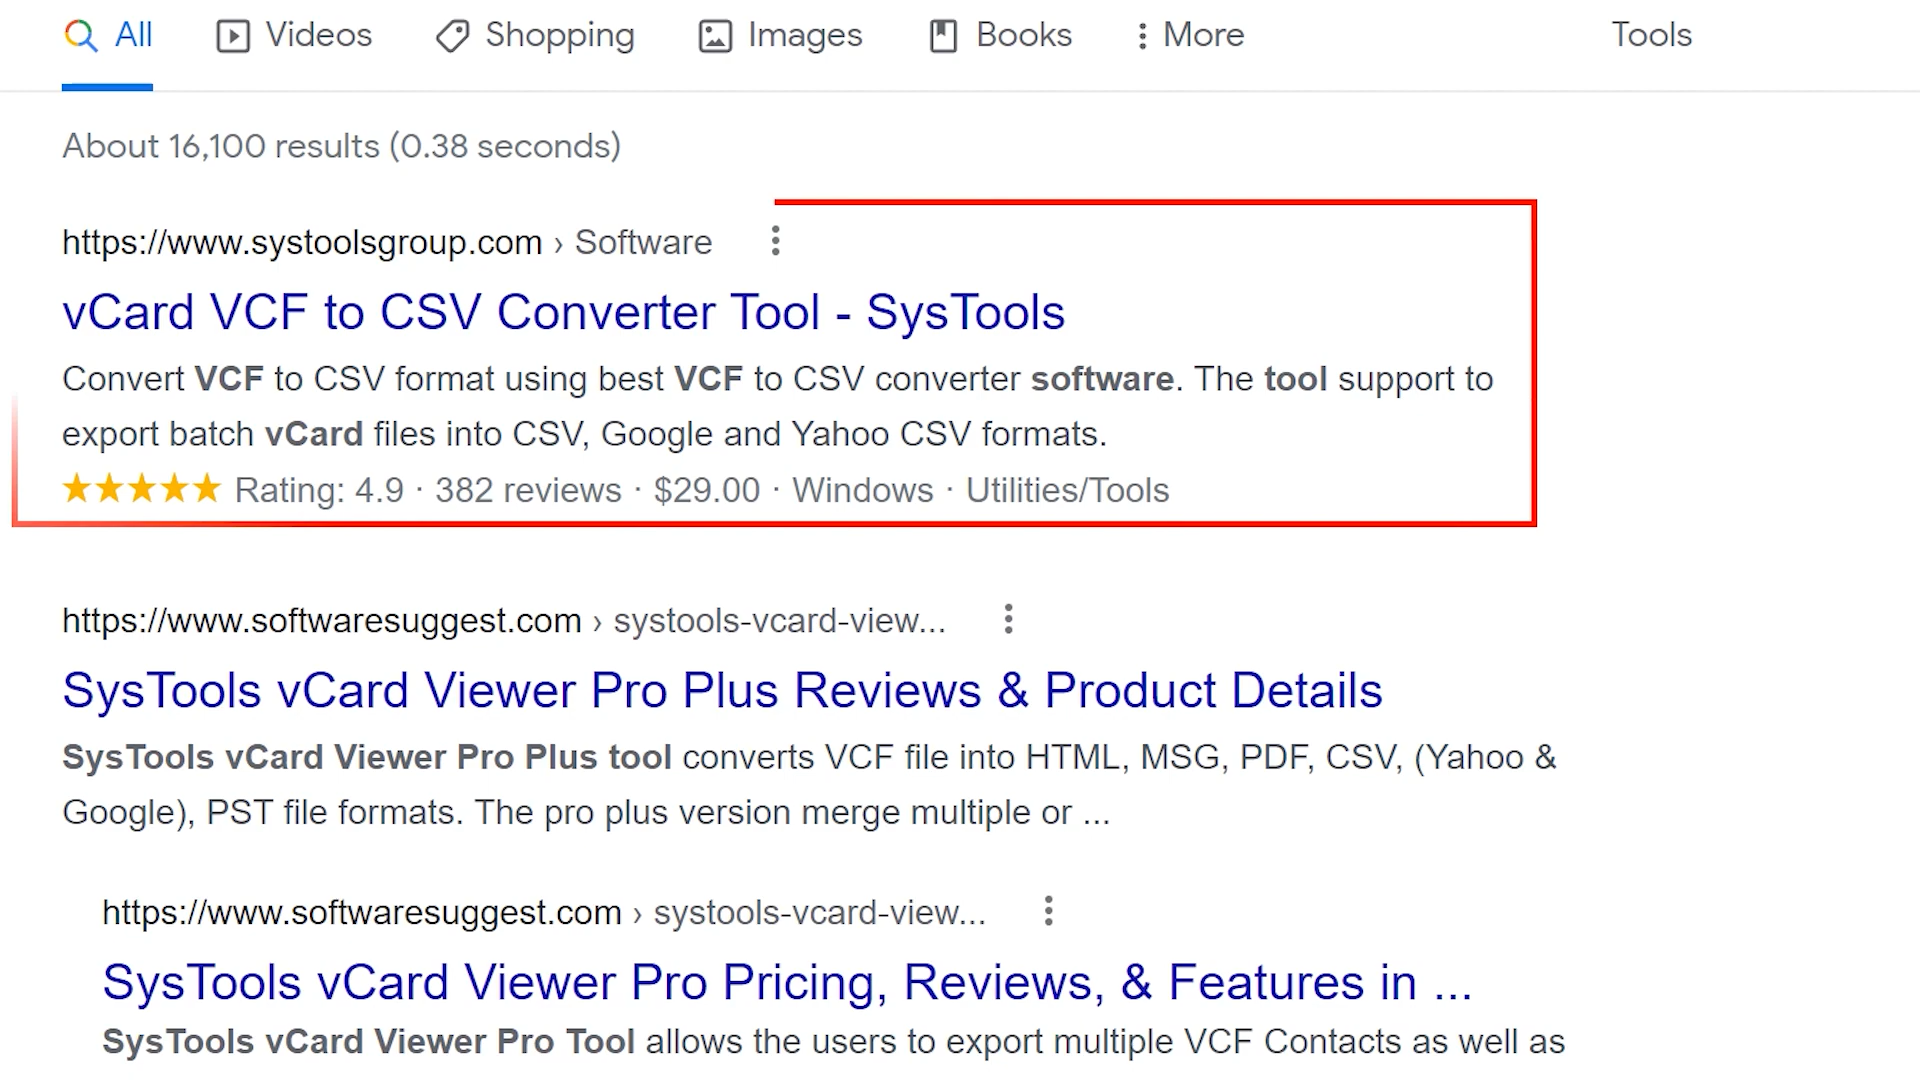 All Videos Shopping Images Books More Tools
About 16,100 results (0.38 seconds)
https://www.systoolsgroup.com › Software
vCard VCF to CSV Converter Tool - SysTools
Convert VCF to CSV format using best VCF to CSV converter software. The tool support to
export batch vCard files into CSV, Google and Yahoo CSV formats.
Rating: 4.9 · 382 reviews · $29.00 · Windows · Utilities/Tools
https://www.softwaresuggest.com › systools-vcard-view...
SysTools vCard Viewer Pro Plus Reviews & Product Details
SysTools vCard Viewer Pro Plus tool converts VCF file into HTML, MSG, PDF, CSV, (Yahoo &
Google), PST file formats. The pro plus version merge multiple or ...
https://www.softwaresuggest.com › systools-vcard-view...
SysTools vCard Viewer Pro Pricing, Reviews, & Features in ...
SysTools vCard Viewer Pro Tool allows the users to export multiple VCF Contacts as well as